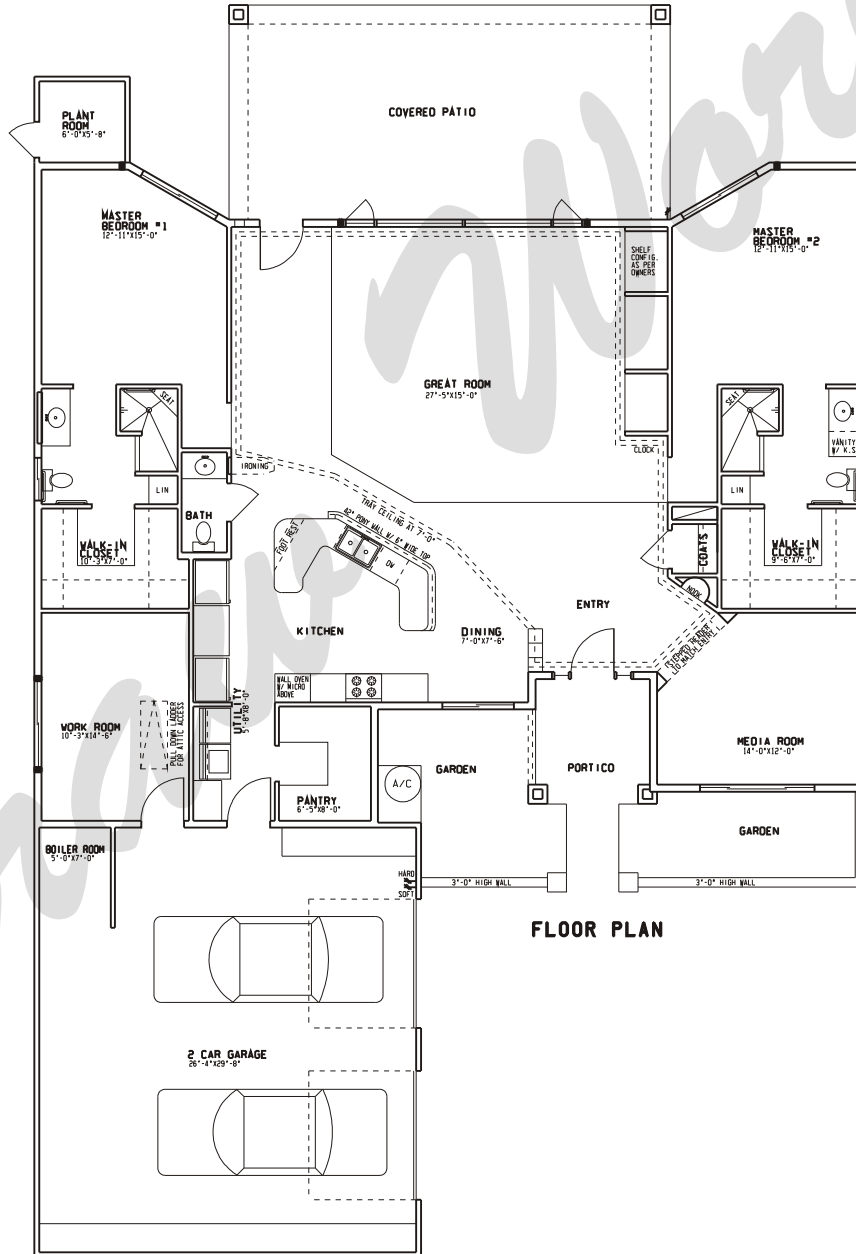 COVERED PATIO
PLANT
ROOM
6'-0"X5'-8"
MASTER
BEDROOM #1
12'-11"X15'-0"
MASTER
BEDROOM #2
12'-11"X15'-0"
SHELF
CONFIG.
AS PER
OWNERS
GREAT ROOM
27'-5"X15'-0"
SEAT
SEAT
VANITY
W/ K.S
CLOCK
IRONING
LIN
LIN
BATH
TRAY CEILING AT 7'-0"
42" PONY WALL W/ 6" WIDE TOP
FOOT REST
DW
WALK-IN
CLOSET
10'-3"X7'-0"
COATS
WALK-IN
CLOSET
9'-6"X7'-0"
NOOK
ENTRY
KITCHEN
DINING
7'-0"X7'-6"
STEPPED HEADER
TO MATCH ENTRY
WALL OVEN
W/ MICRO
ABOVE
UTILITY
5'-8"X8'-0"
WORK ROOM
10'-3"X14'-6"
PULL DOWN LADDER
FOR ATTIC ACCESS
MEDIA ROOM
14'-0"X12'-0"
GARDEN
PORTICO
A/C
PANTRY
6'-5"X8'-0"
GARDEN
BOILER ROOM
5'-0"X7'-0"
HARD
SOFT
3'-0" HIGH WALL
3'-0" HIGH WALL
FLOOR PLAN
2 CAR GARAGE
26'-4"X29'-8"